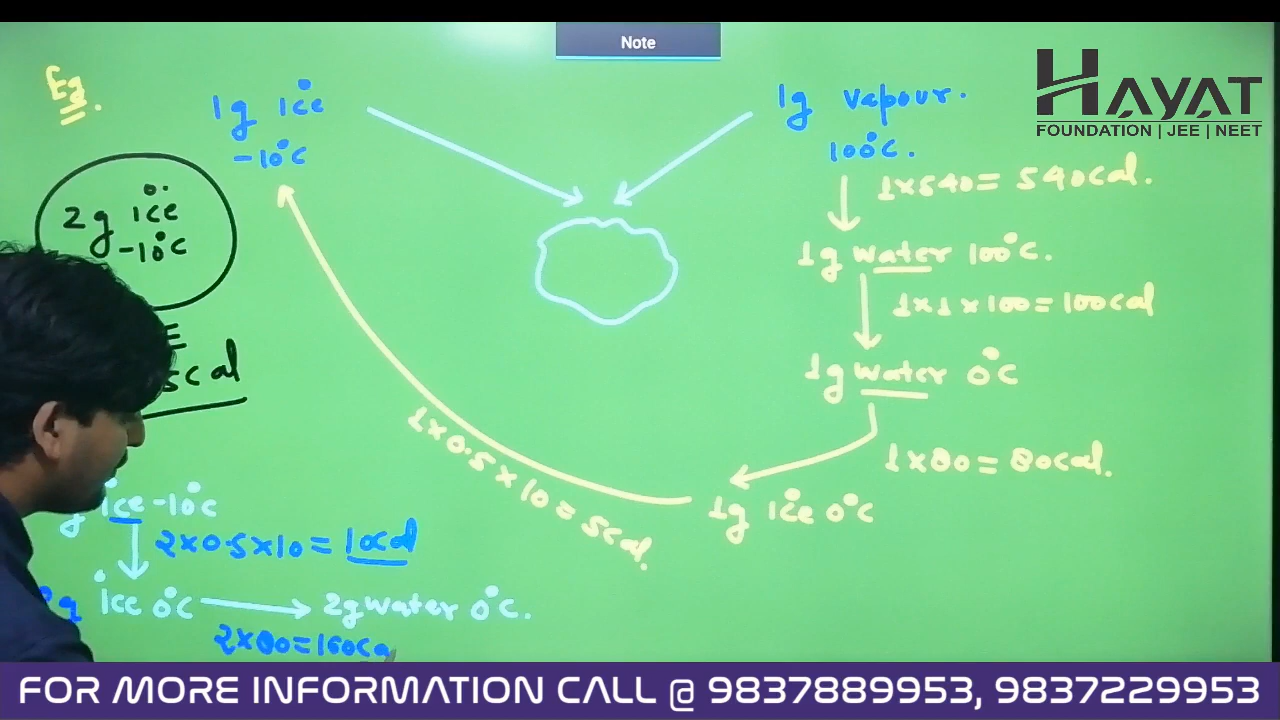 Note
HAYAT
FOUNDATION | JEE | NEET
Eg.
1g ice
-10°C
1g vapour.
100°C.
1×540 = 540cal.
2g ice
-10°C
1g water 100°C.
1×1×100 = 100cal
1g water 0°C
5cal
1×80 = 80cal.
1×0.5×10 = 5cal.
1g ice 0°C
g ice -10°C
2×0.5×10 = 10cal
2g ice 0°C
2g water 0°C.
2×80 = 160ca
FOR MORE INFORMATION CALL @ 9837889953, 9837229953